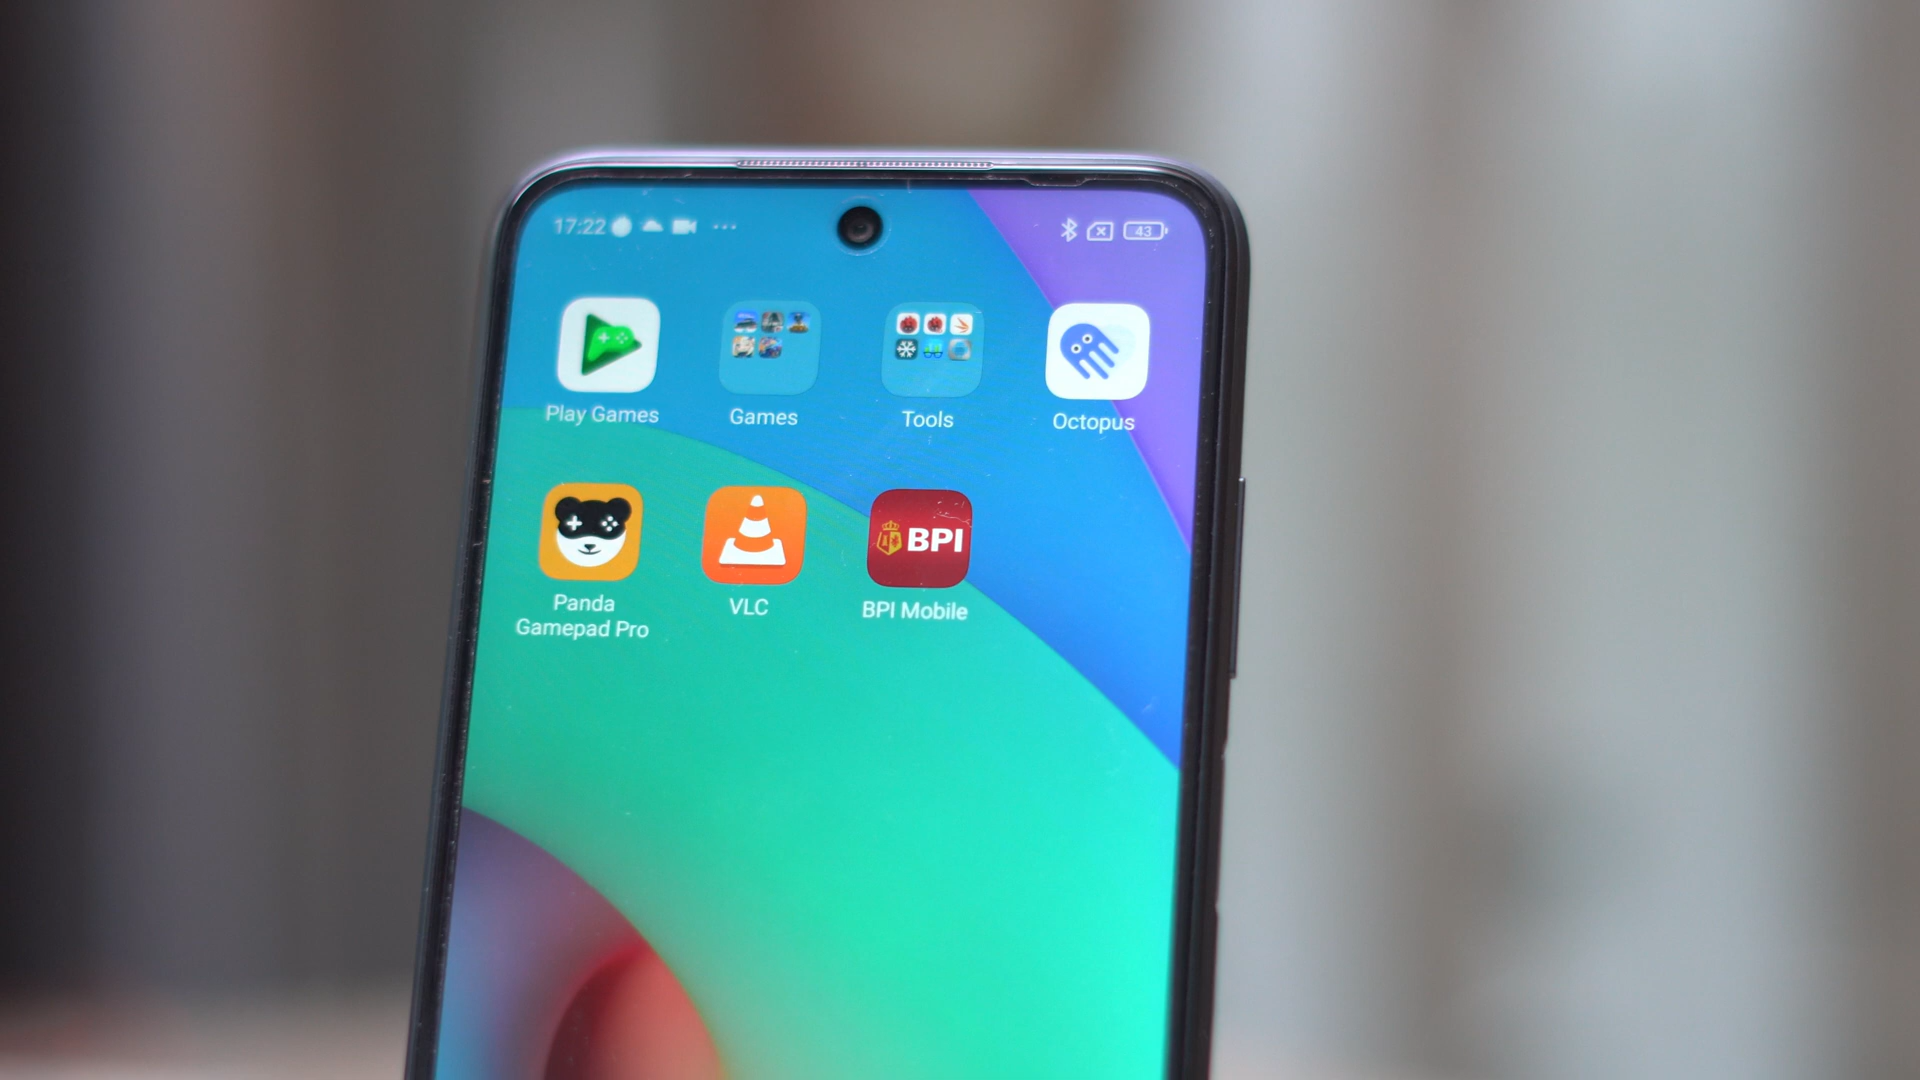 17:22
43
Play Games
Games
Tools
Octopus
BPI
Panda
Gamepad Pro
VLC
BPI Mobile